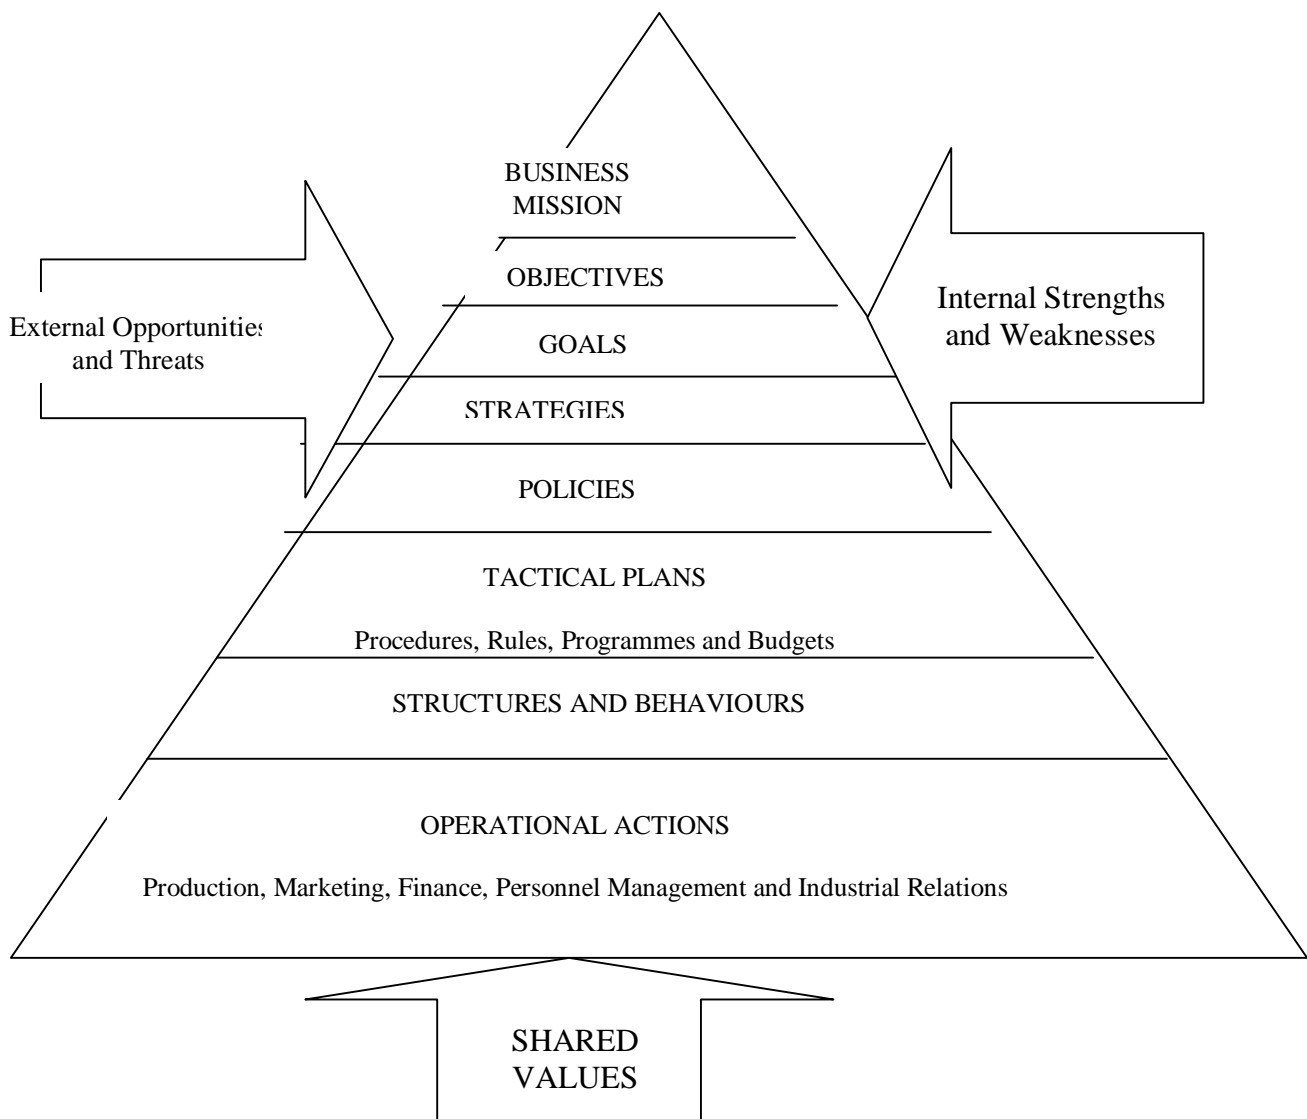 BUSINESS
MISSION
OBJECTIVES
External Opportunities
and Threats
Internal Strengths
and Weaknesses
GOALS
STRATEGIES
POLICIES
TACTICAL PLANS
Procedures, Rules, Programmes and Budgets
STRUCTURES AND BEHAVIOURS
OPERATIONAL ACTIONS
Production, Marketing, Finance, Personnel Management and Industrial Relations
SHARED
VALUES